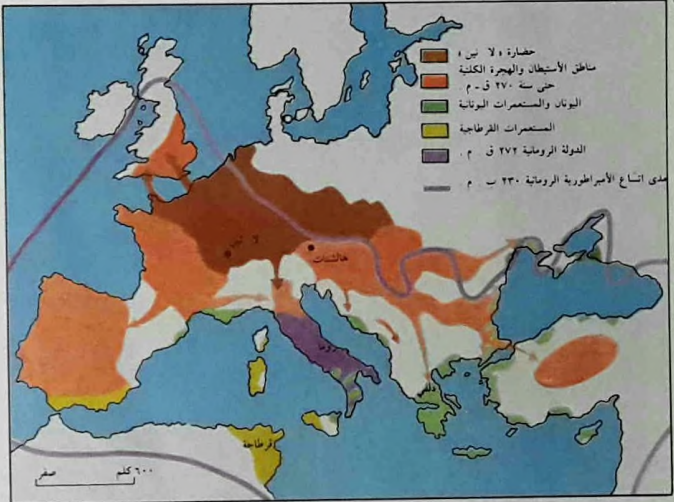 حضارة « لا تين »
مناطق الأستيطان والهجرة الكلتية
حتى سنة ٢٧٠ ق - م .
اليونان والمستعمرات اليونانية
المستعمرات القرطاجية
الدولة الرومانية ٢٧٢ ق م .
مدى اتساع الأمبراطورية الرومانية ٢٣٠ ب م .
لا تين
هالشتات
روما
دلفي
قرطاجة
صفر
٦٠٠ كلم